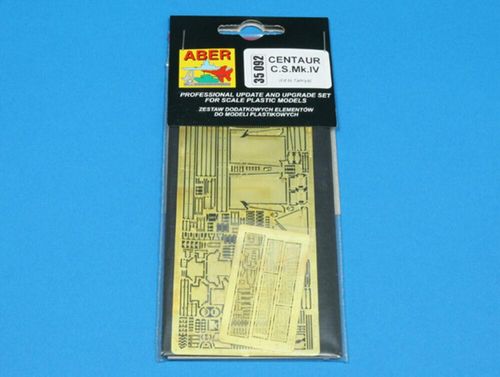 ABER
35 092
CENTAUR
C.S.Mk.IV
PROFESSIONAL UPDATE AND UPGRADE SET
FOR SCALE PLASTIC MODELS
ZESTAW DODATKOWYCH ELEMENTÓW
DO MODELI PLASTIKOWYCH